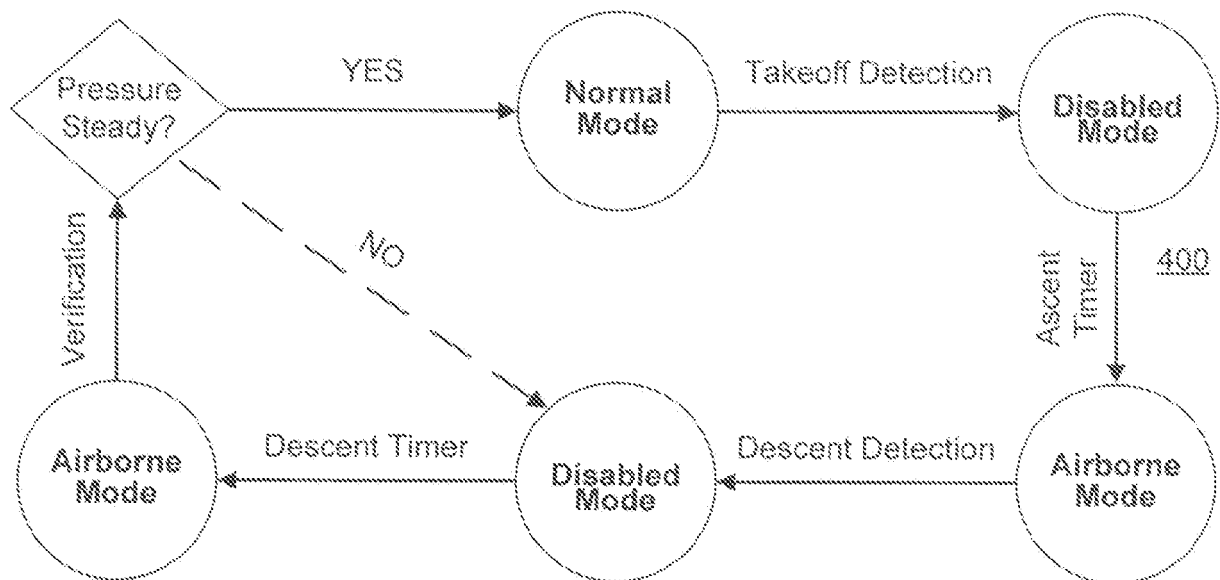 Pressure
Steady?
YES
Normal
Mode
Takeoff Detection
Disabled
Mode
NO
Verification
Ascent
Timer
400
Airborne
Mode
Descent Timer
Disabled
Mode
Descent Detection
Airborne
Mode